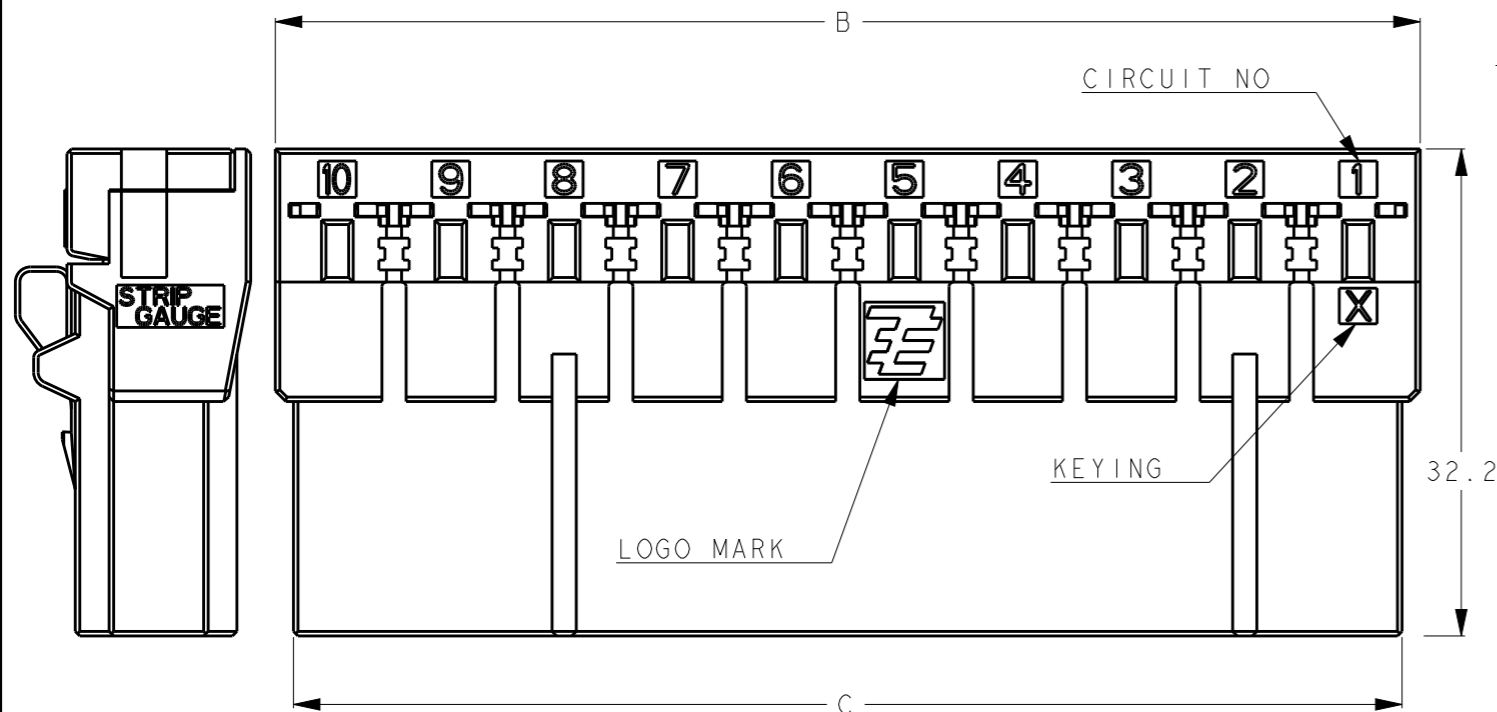 B
CIRCUIT NO
10 9 8 7 6 5 4 3 2 1
STRIP
GAUGE
X
KEYING
32.2
LOGO MARK
C